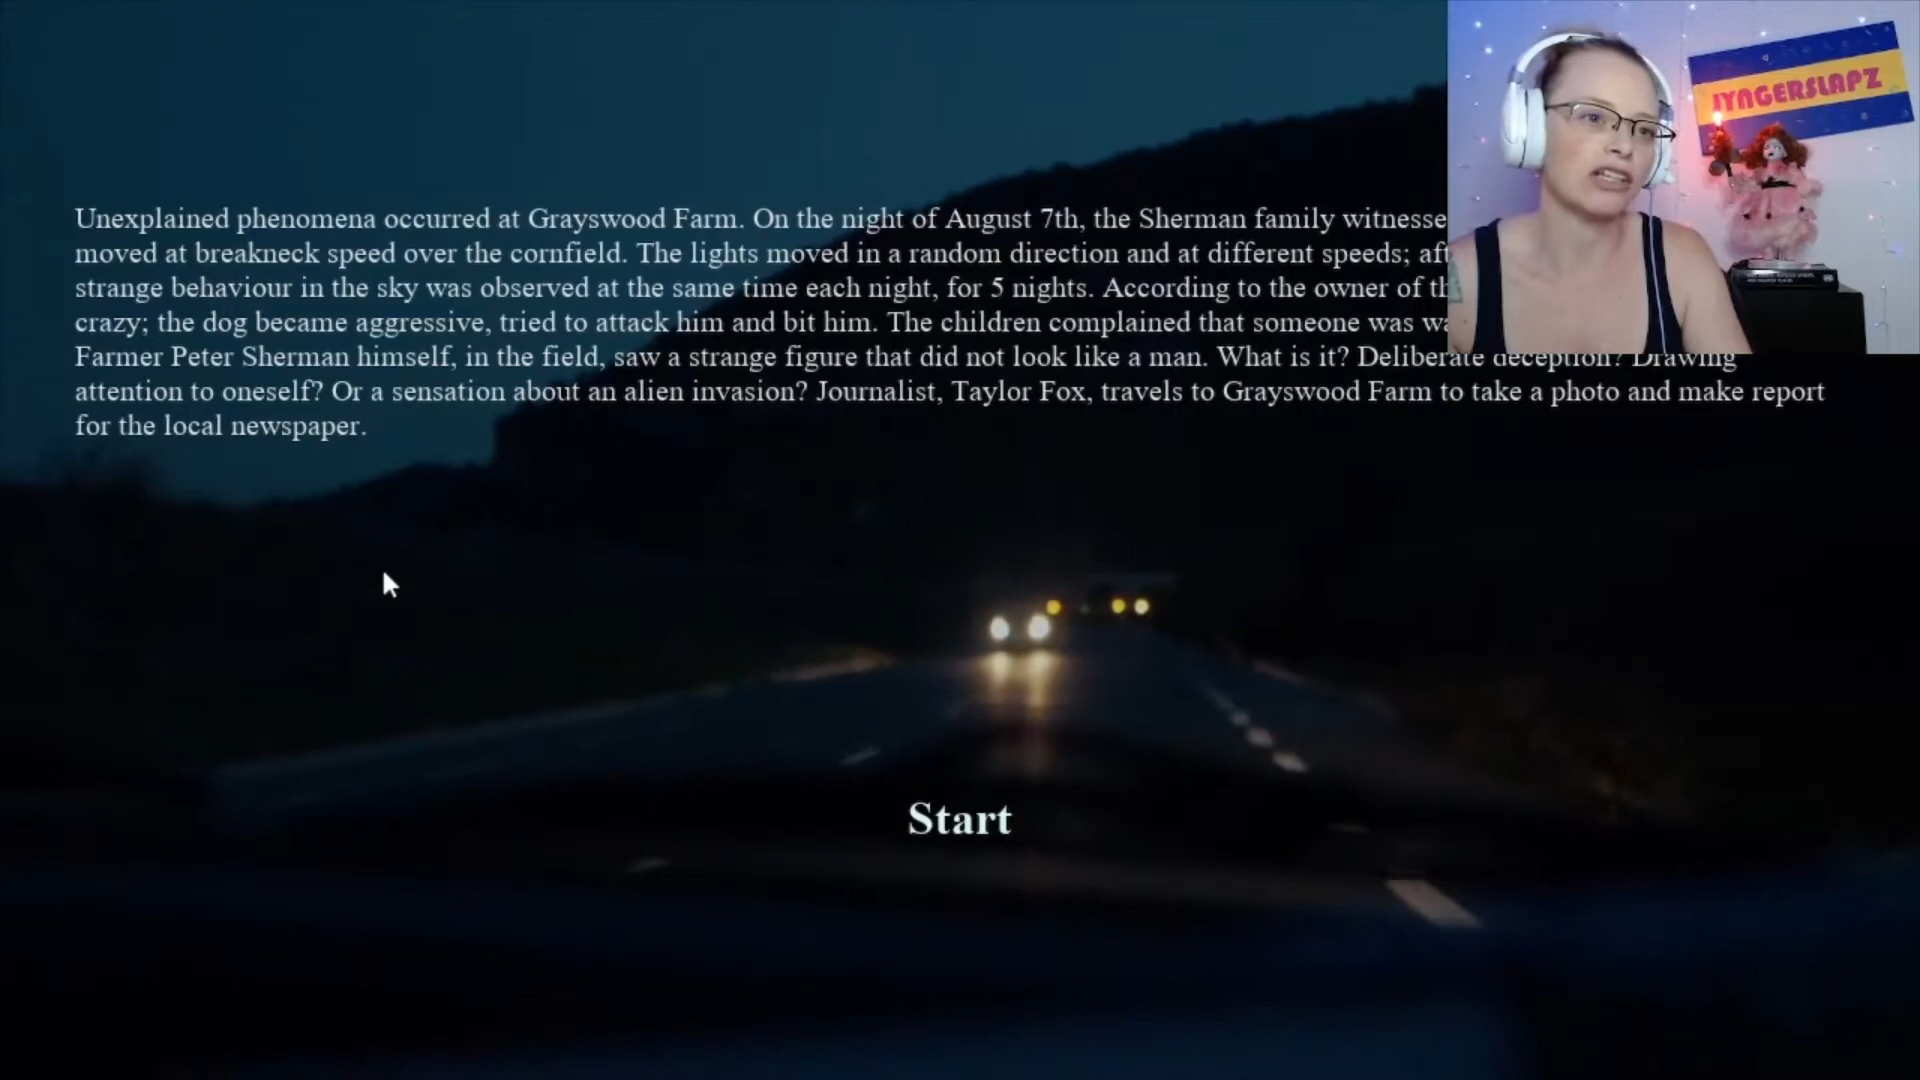 Unexplained phenomena occurred at Grayswood Farm. On the night of August 7th, the Sherman family
moved at breakneck speed over the cornfield. The lights moved in a random direction and at different speeds;
strange behaviour in the sky was observed at the same time each night, for 5 nights. According to the owner of
crazy; the dog became aggressive, tried to attack him and bit him. The children complained that someone was
Farmer Peter Sherman himself, in the field, saw a strange figure that did not look like a man. What is it? Deliberate deception? Drawing
attention to oneself? Or a sensation about an alien invasion? Journalist, Taylor Fox, travels to Grayswood Farm to take a photo and make report
for the local newspaper.
Start
JYNGERSLAPZ